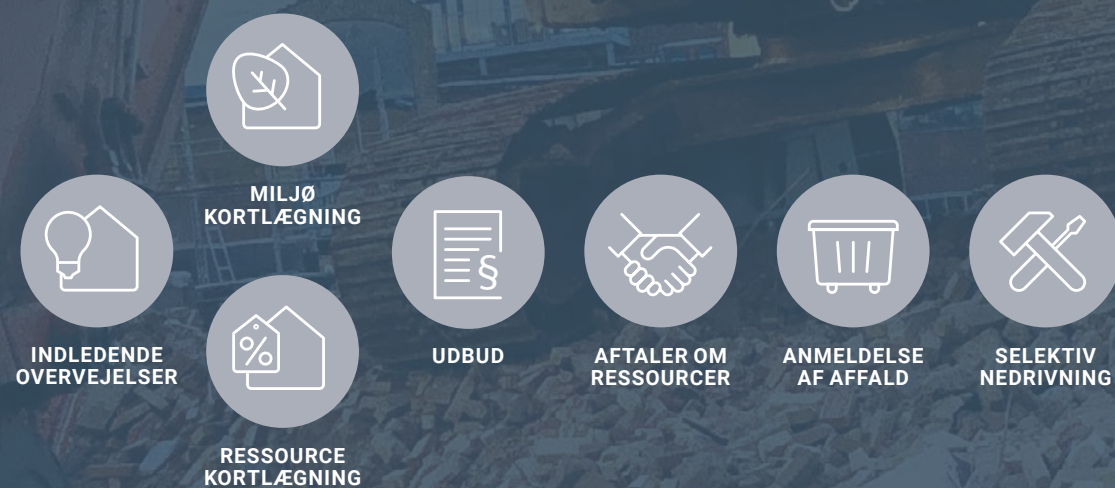 INDLEDENDE
OVERVEJELSER
MILJØ
KORTLÆGNING
RESSOURCE
KORTLÆGNING
§
%
UDBUD
AFTALER OM
RESSOURCER
ANMELDELSE
AF AFFALD
SELEKTIV
NEDRIVNING